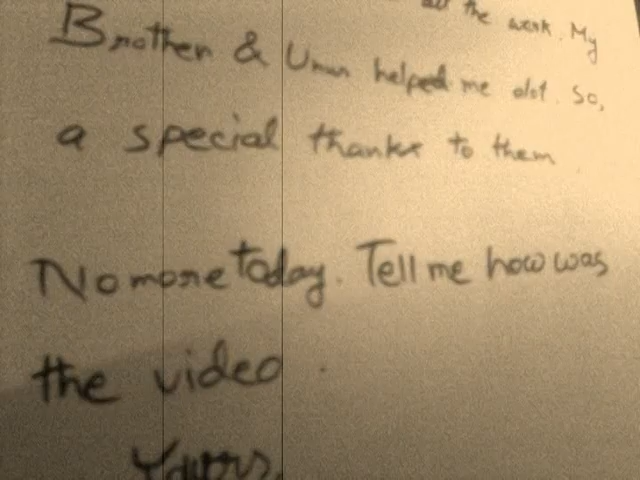 all the work. My
Brother & Uman helped me alot. So,
a special thanks to them
No more today. Tell me how was
the video.
Yours,